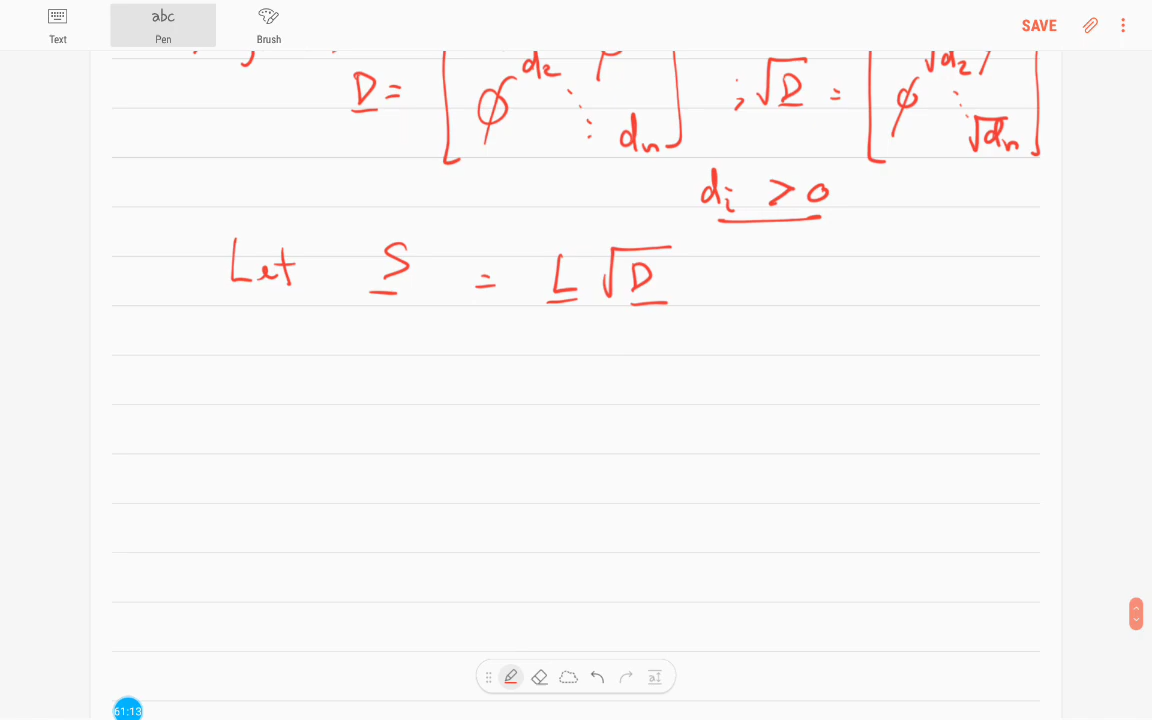 Text abc Pen Brush SAVE
D = [ϕ d2 ⋱ dn] ; √D = [ϕ √d2 ⋱ √dn]
di > 0
Let S = L √D
61:13